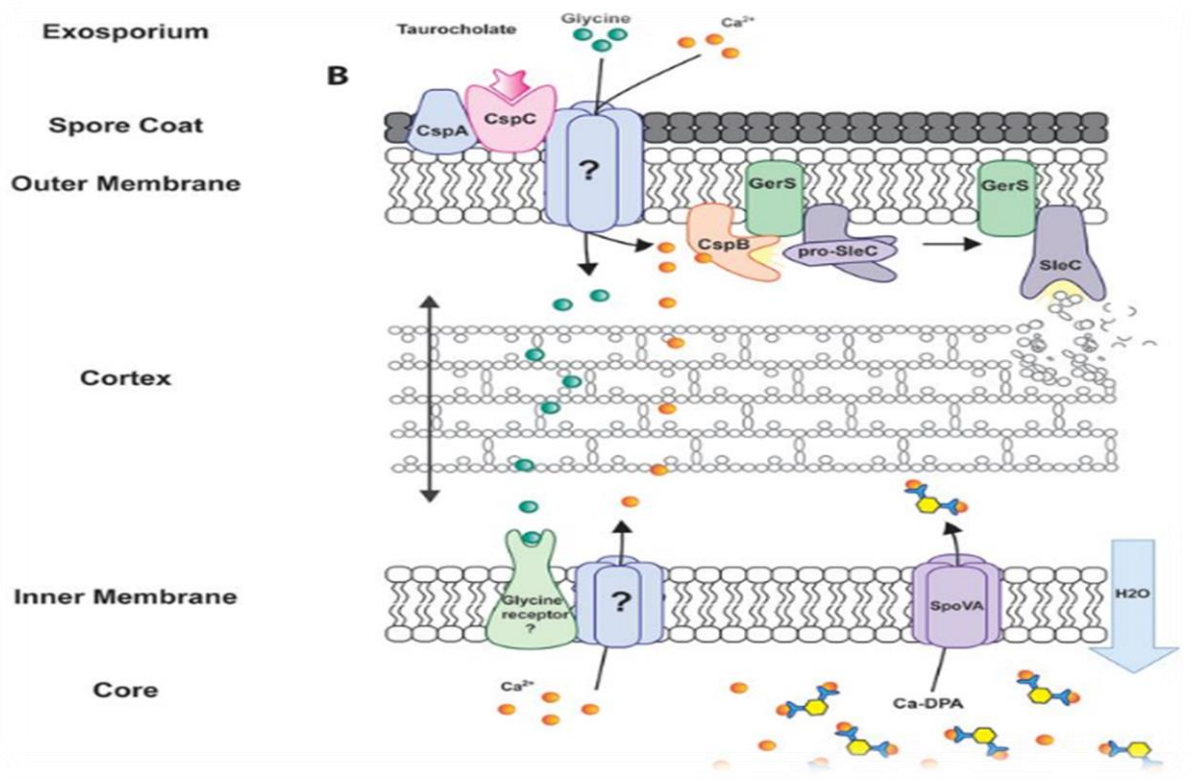 Exosporium
Taurocholate
Glycine
Ca²⁺
B
Spore Coat
CspA
CspC
Outer Membrane
?
GerS
GerS
CspB
pro-SleC
SleC
Cortex
Inner Membrane
Glycine
receptor
?
?
SpoVA
H2O
Core
Ca²⁺
Ca-DPA